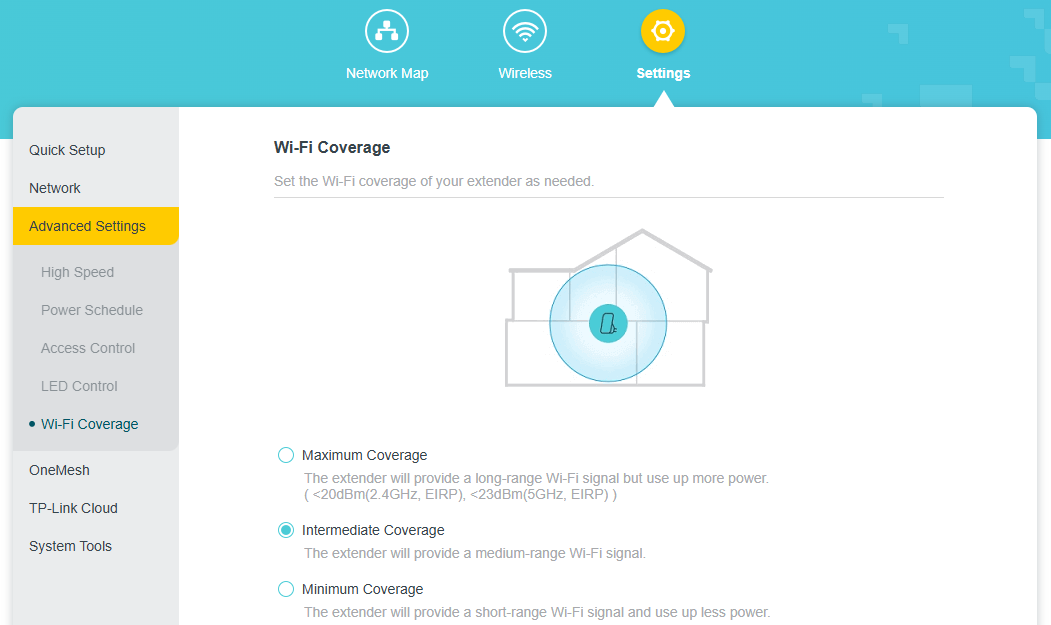 Network Map
Wireless
Settings
Quick Setup
Network
Advanced Settings
High Speed
Power Schedule
Access Control
LED Control
Wi-Fi Coverage
OneMesh
TP-Link Cloud
System Tools
Wi-Fi Coverage
Set the Wi-Fi coverage of your extender as needed.
Maximum Coverage
The extender will provide a long-range Wi-Fi signal but use up more power.
( <20dBm(2.4GHz, EIRP), <23dBm(5GHz, EIRP) )
Intermediate Coverage
The extender will provide a medium-range Wi-Fi signal.
Minimum Coverage
The extender will provide a short-range Wi-Fi signal and use up less power.